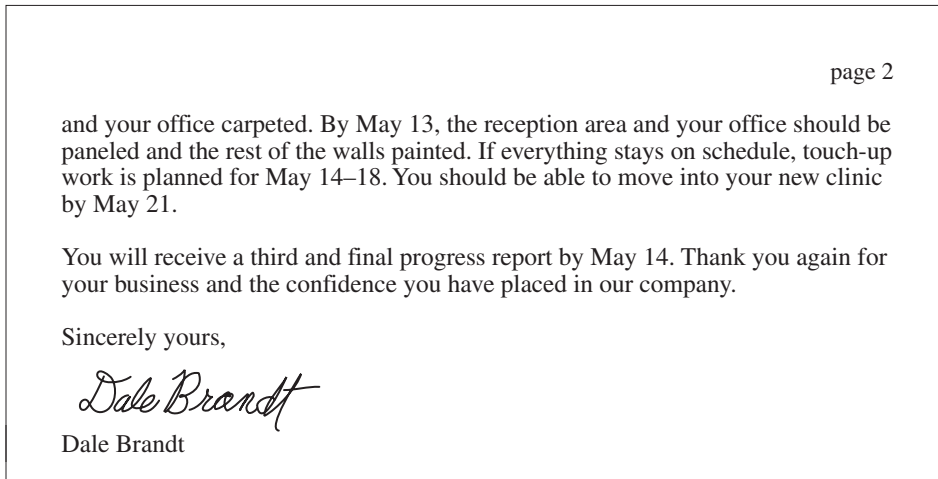 page 2
and your office carpeted. By May 13, the reception area and your office should be
paneled and the rest of the walls painted. If everything stays on schedule, touch-up
work is planned for May 14–18. You should be able to move into your new clinic
by May 21.
You will receive a third and final progress report by May 14. Thank you again for
your business and the confidence you have placed in our company.
Sincerely yours,
Dale Brandt
Dale Brandt